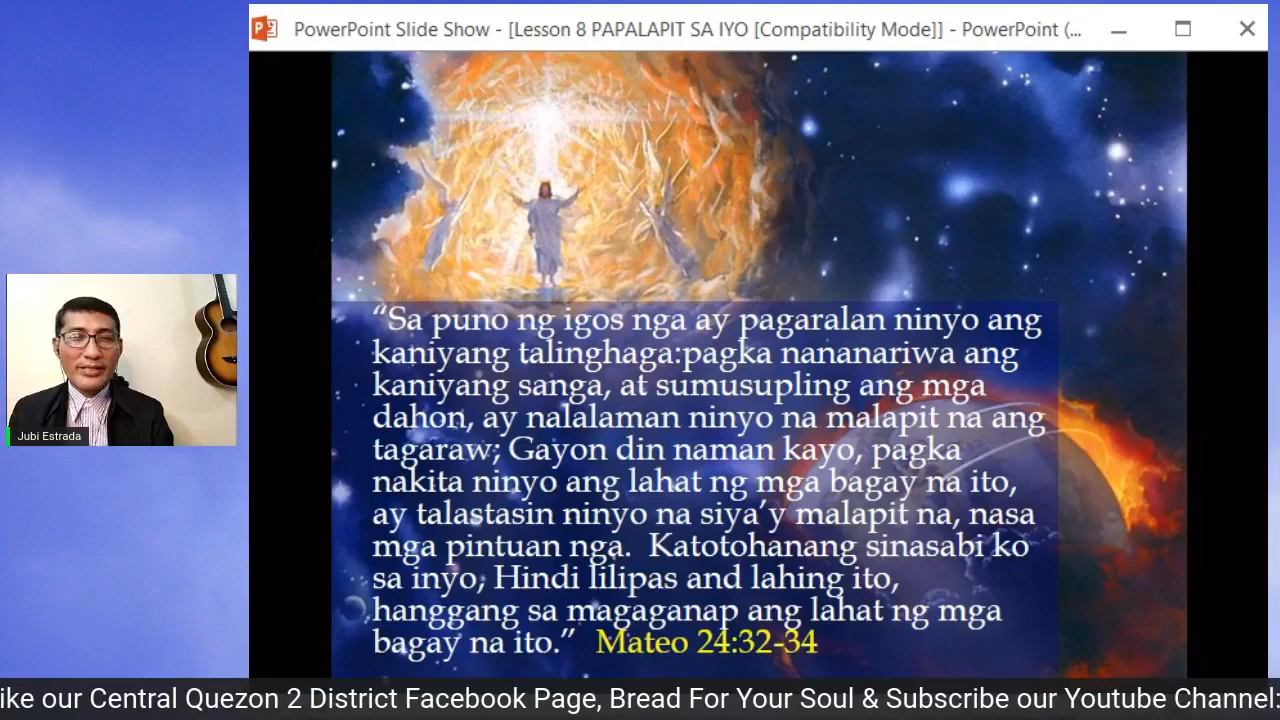 PowerPoint Slide Show - [Lesson 8 PAPALAPIT SA IYO [Compatibility Mode]] - PowerPoint (...
“Sa puno ng igos nga ay pagaralan ninyo ang
kaniyang talinghaga:pagka nananariwa ang
kaniyang sanga, at sumusupling ang mga
dahon, ay nalalaman ninyo na malapit na ang
tagaraw; Gayon din naman kayo, pagka
nakita ninyo ang lahat ng mga bagay na ito,
ay talastasin ninyo na siya’y malapit na, nasa
mga pintuan nga.  Katotohanang sinasabi ko
sa inyo, Hindi lilipas and lahing ito,
hanggang sa magaganap ang lahat ng mga
bagay na ito.”  Mateo 24:32-34
Jubi Estrada
ike our Central Quezon 2 District Facebook Page, Bread For Your Soul & Subscribe our Youtube Channel: